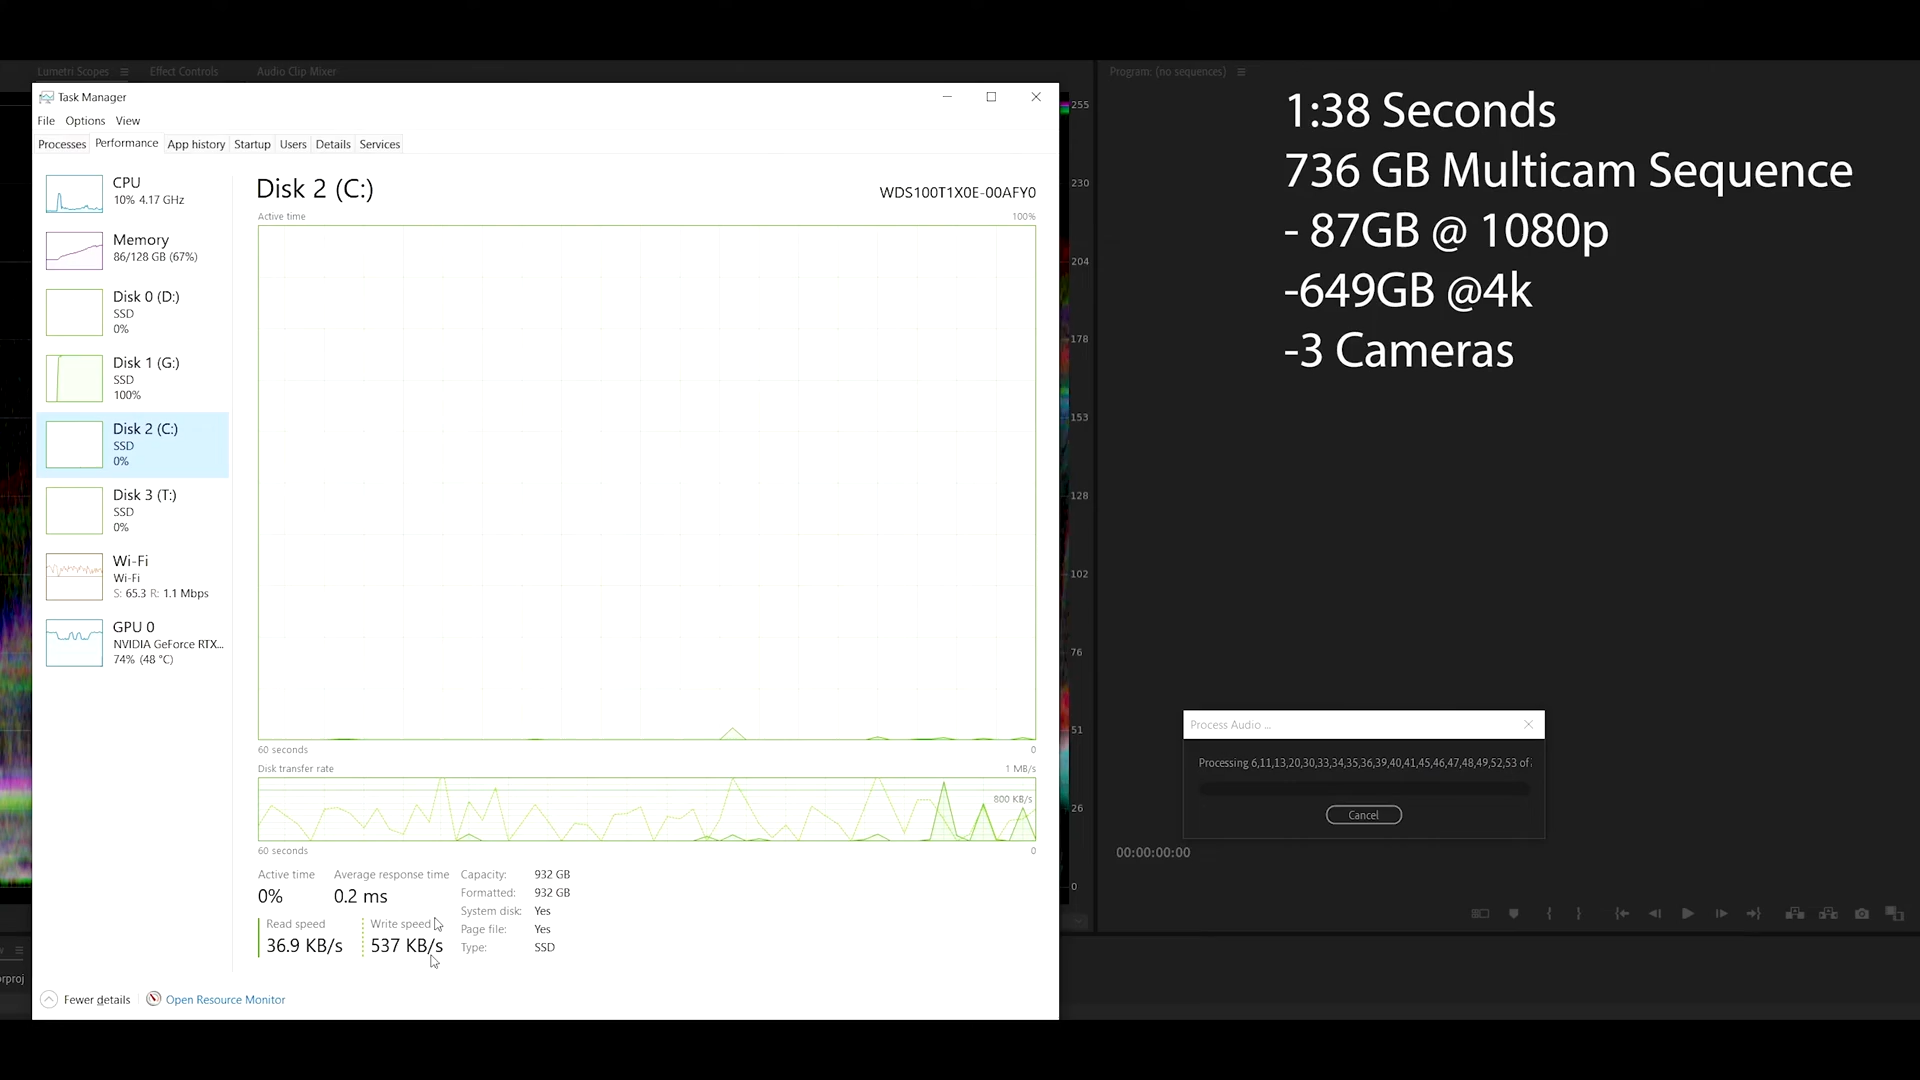 Lumetri Scopes
Effect Controls
Audio Clip Mixer
Program: (no sequences)
Task Manager
File Options View
Processes Performance App history Startup Users Details Services
CPU
10% 4.17 GHz
Memory
86/128 GB (67%)
Disk 0 (D:)
SSD
0%
Disk 1 (G:)
SSD
100%
Disk 2 (C:)
SSD
0%
Disk 3 (T:)
SSD
0%
Wi-Fi
Wi-Fi
S: 65.3 R: 1.1 Mbps
GPU 0
NVIDIA GeForce RTX...
74% (48 °C)
Disk 2 (C:)
WDS100T1X0E-00AFY0
Active time
100%
60 seconds
0
Disk transfer rate
1 MB/s
800 KB/s
60 seconds
0
Active time
0%
Average response time
0.2 ms
Read speed
36.9 KB/s
Write speed
537 KB/s
Capacity: 932 GB
Formatted: 932 GB
System disk: Yes
Page file: Yes
Type: SSD
Fewer details
Open Resource Monitor
orproj
255
230
204
178
153
128
102
76
51
26
0
1:38 Seconds
736 GB Multicam Sequence
- 87GB @ 1080p
-649GB @4k
-3 Cameras
Process Audio ...
Processing 6,11,13,20,30,33,34,35,36,39,40,41,45,46,47,48,49,52,53 of
Cancel
00:00:00:00